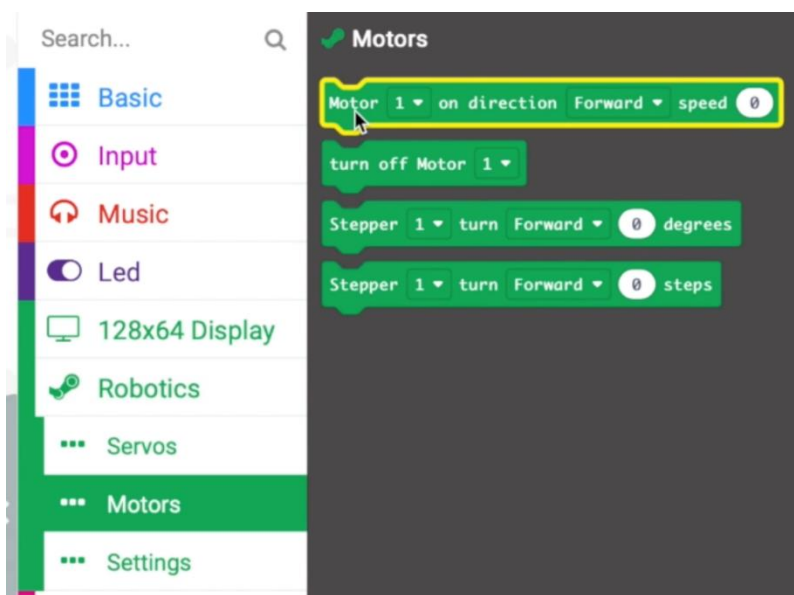 Search...
Basic
Input
Music
Led
128x64 Display
Robotics
Servos
Motors
Settings
Motors
Motor 1 on direction Forward speed 0
turn off Motor 1
Stepper 1 turn Forward 0 degrees
Stepper 1 turn Forward 0 steps